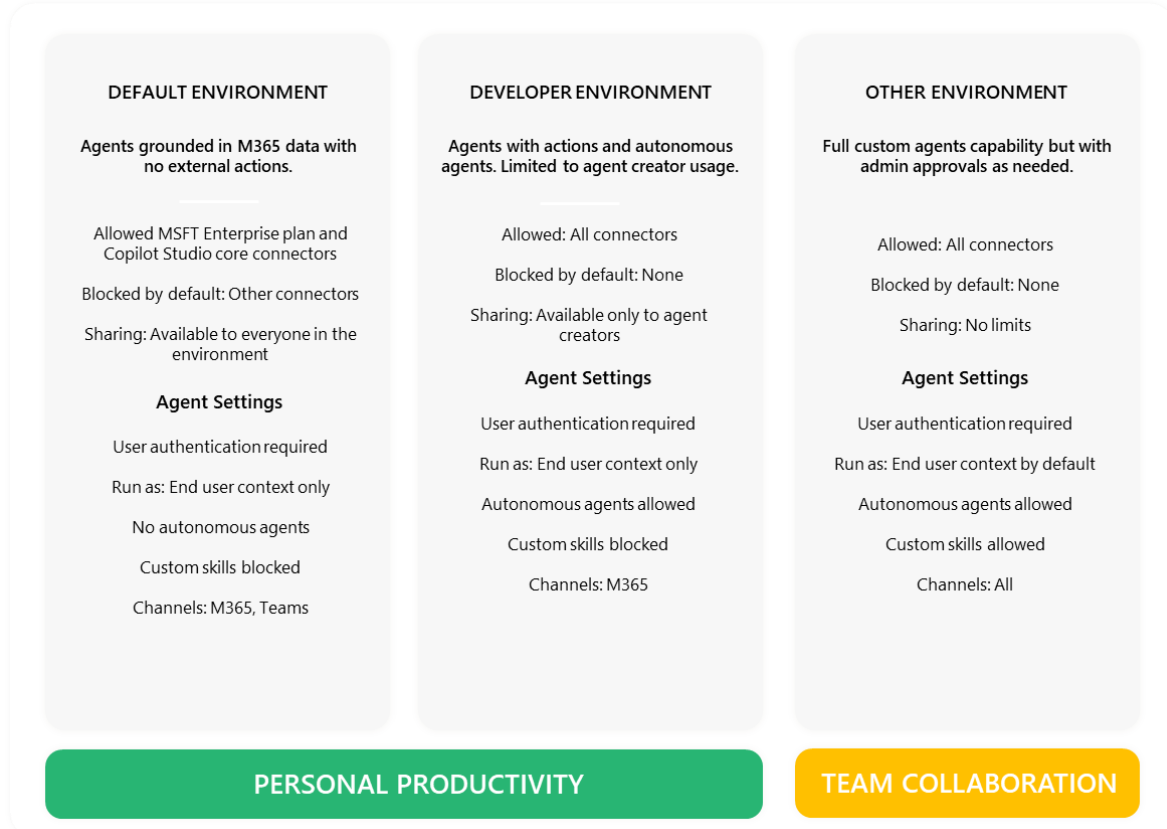 DEFAULT ENVIRONMENT
Agents grounded in M365 data with
no external actions.
Allowed MSFT Enterprise plan and
Copilot Studio core connectors
Blocked by default: Other connectors
Sharing: Available to everyone in the
environment
Agent Settings
User authentication required
Run as: End user context only
No autonomous agents
Custom skills blocked
Channels: M365, Teams
DEVELOPER ENVIRONMENT
Agents with actions and autonomous
agents. Limited to agent creator usage.
Allowed: All connectors
Blocked by default: None
Sharing: Available only to agent
creators
Agent Settings
User authentication required
Run as: End user context only
Autonomous agents allowed
Custom skills blocked
Channels: M365
OTHER ENVIRONMENT
Full custom agents capability but with
admin approvals as needed.
Allowed: All connectors
Blocked by default: None
Sharing: No limits
Agent Settings
User authentication required
Run as: End user context by default
Autonomous agents allowed
Custom skills allowed
Channels: All
PERSONAL PRODUCTIVITY
TEAM COLLABORATION